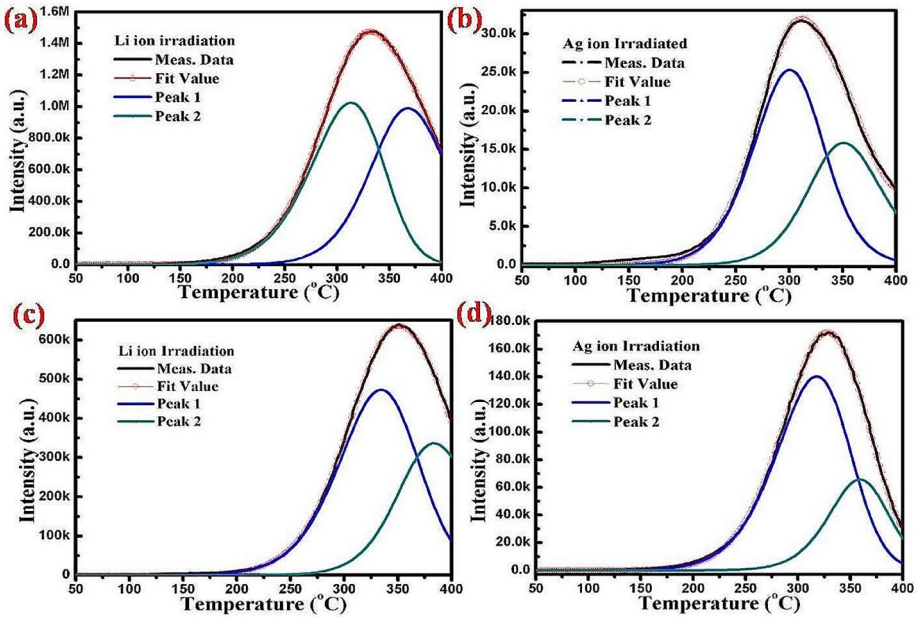 (a)
1.6M
1.4M
1.2M
1.0M
800.0k
600.0k
400.0k
200.0k
0.0
Intensity (a.u.)
Li ion irradiation
Meas. Data
Fit Value
Peak 1
Peak 2
50 100 150 200 250 300 350 400
Temperature (°C)
(b)
30.0k
25.0k
20.0k
15.0k
10.0k
5.0k
0.0
Intensity (a.u.)
Ag ion Irradiated
Meas. Data
Fit Value
Peak 1
Peak 2
50 100 150 200 250 300 350 400
Temperature (°C)
(c)
600k
500k
400k
300k
200k
100k
0
Intensity (a.u.)
Li ion Irradiation
Meas. Data
Fit Value
Peak 1
Peak 2
50 100 150 200 250 300 350 400
Temperature (°C)
(d)
180.0k
160.0k
140.0k
120.0k
100.0k
80.0k
60.0k
40.0k
20.0k
0.0
Intensity (a.u.)
Ag ion Irradiation
Meas. Data
Fit Value
Peak 1
Peak 2
50 100 150 200 250 300 350 400
Temperature (°C)